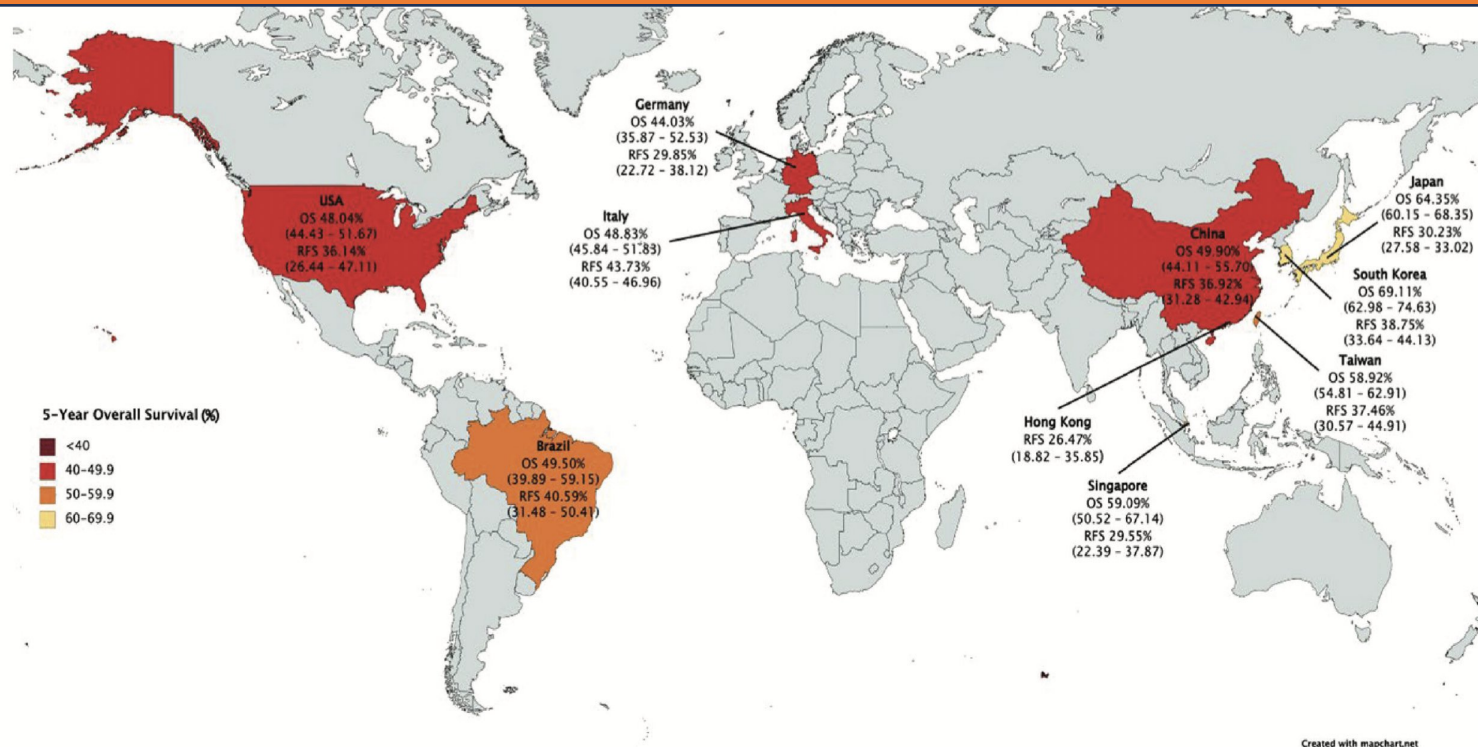 USA
OS 48.04%
(44.43 – 51.67)
RFS 36.14%
(26.44 – 47.11)
Germany
OS 44.03%
(35.87 – 52.53)
RFS 29.85%
(22.72 – 38.12)
Italy
OS 48.83%
(45.84 – 51.83)
RFS 43.73%
(40.55 – 46.96)
China
OS 49.90%
(44.11 – 55.70)
RFS 36.92%
(31.28 – 42.94)
Japan
OS 64.35%
(60.15 – 68.35)
RFS 30.23%
(27.58 – 33.02)
South Korea
OS 69.11%
(62.98 – 74.63)
RFS 38.75%
(33.64 – 44.13)
Taiwan
OS 58.92%
(54.81 – 62.91)
RFS 37.46%
(30.57 – 44.91)
Hong Kong
RFS 26.47%
(18.82 – 35.85)
Singapore
OS 59.09%
(50.52 – 67.14)
RFS 29.55%
(22.39 – 37.87)
Brazil
OS 49.50%
(39.89 – 59.15)
RFS 40.59%
(31.48 – 50.41)
5-Year Overall Survival (%)
<40
40-49.9
50-59.9
60-69.9
Created with mapchart.net